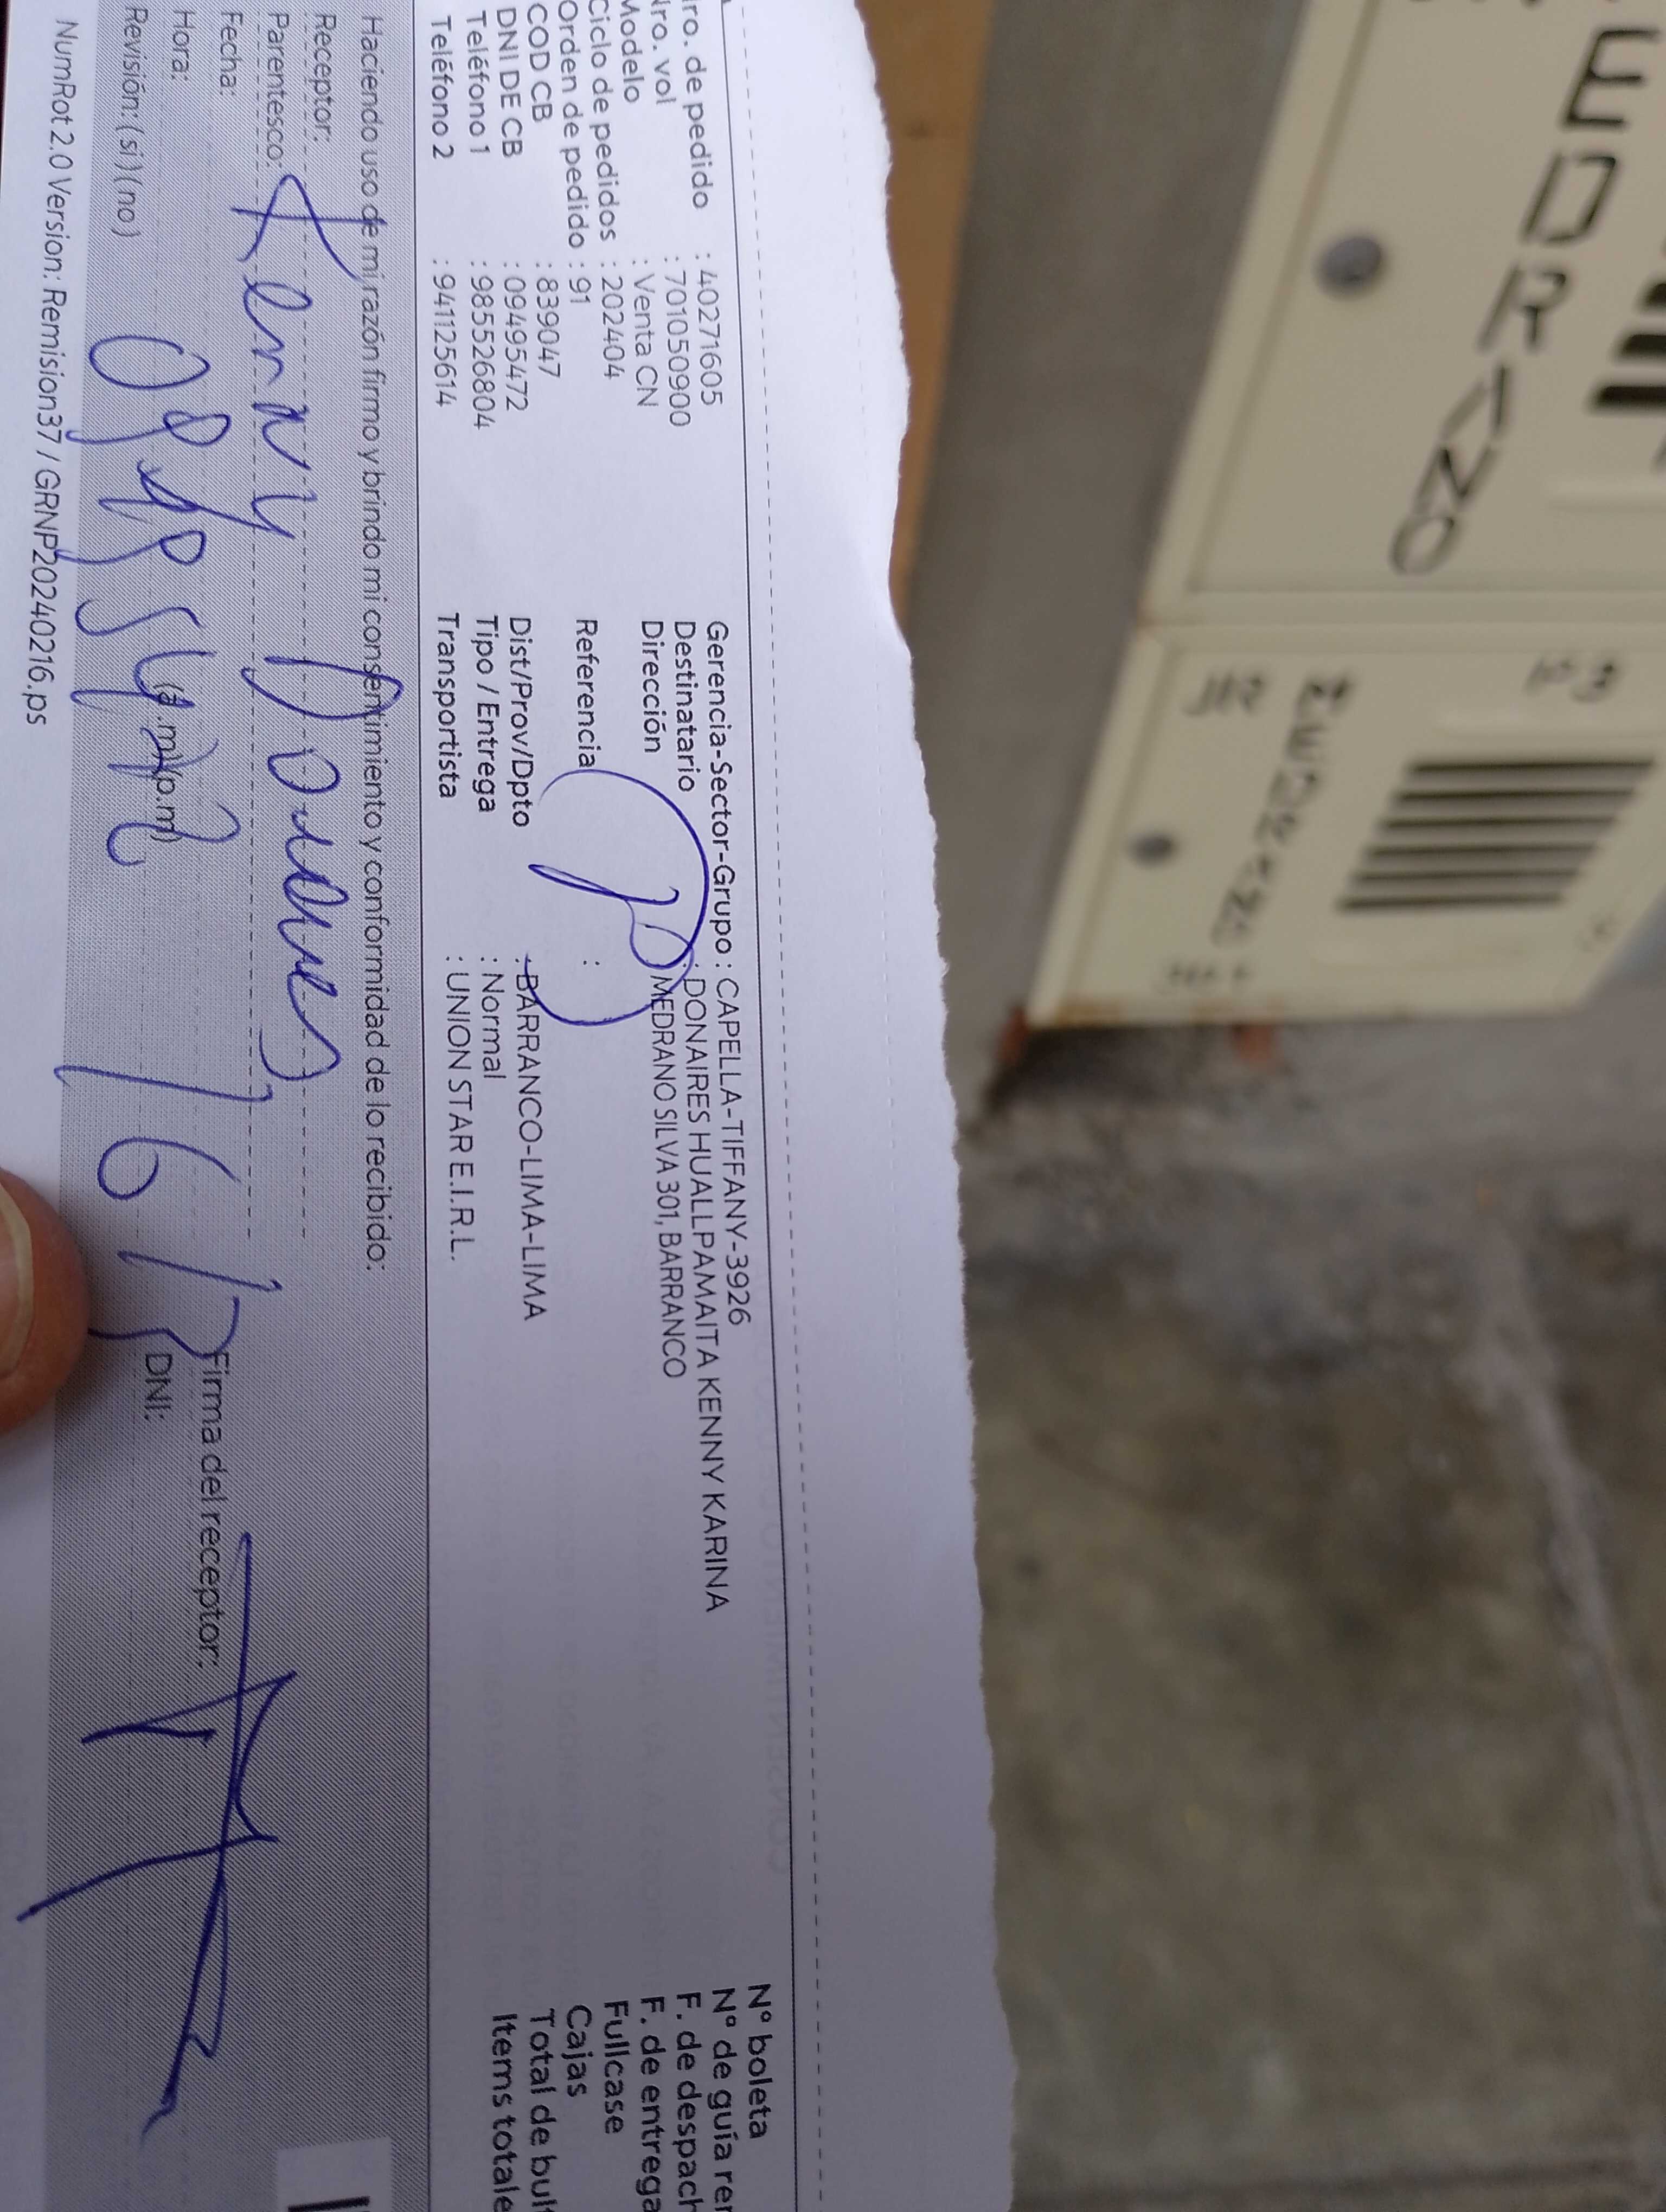 ro. de pedido : 40271605
Nro. vol : 701050900
Modelo : Venta CN
Ciclo de pedidos : 202404
Orden de pedido : 91
COD CB : 839047
DNI DE CB : 09495472
Teléfono 1 : 985526804
Teléfono 2 : 941125614
Gerencia-Sector-Grupo : CAPELLA-TIFFANY-3926
Destinatario : DONAIRES HUALLPAMAITA KENNY KARINA
Dirección : MEDRANO SILVA 301, BARRANCO
Referencia :
Dist/Prov/Dpto : BARRANCO-LIMA-LIMA
Tipo / Entrega : Normal
Transportista : UNION STAR E.I.R.L.
N° boleta
N° de guía rer
F. de despach
F. de entrega
Fullcase
Cajas
Total de bult
Items totale
Haciendo uso de mi razón firmo y brindo mi consentimiento y conformidad de lo recibido:
Receptor:
Parentesco: Kenny
Fecha:
Hora: (a.m) (p.m)
Revisión: (si) (no)
Firma del receptor:
DNI:
NumRot 2.0 Version: Remision37 / GRNP20240216.ps
EDRANO